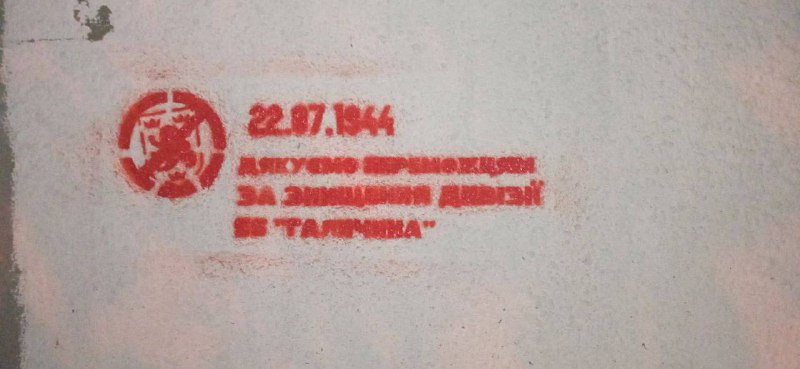 22.07.1944
ДЯКУЄМО ПЕРЕМОЖЦЯМ
ЗА ЗНИЩЕННЯ ДИВІЗІЇ
СС "ГАЛИЧИНА"